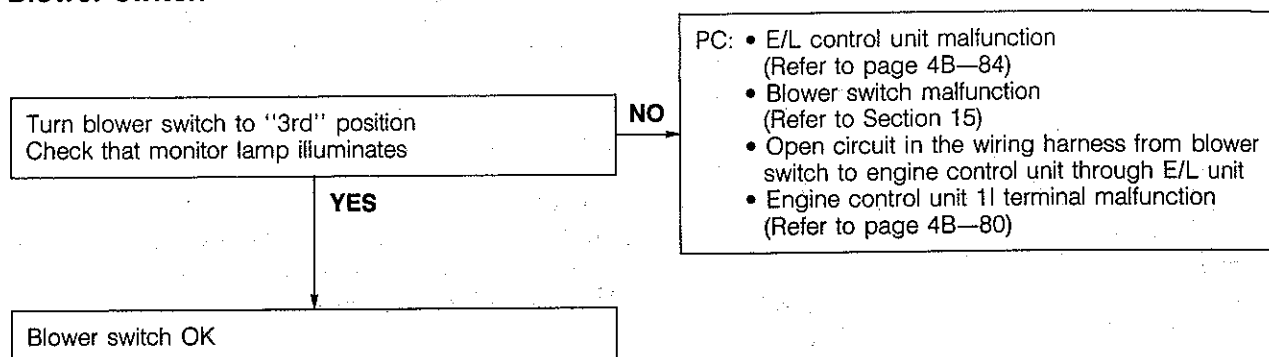 Turn blower switch to "3rd" position
Check that monitor lamp illuminates
NO
PC: • E/L control unit malfunction
(Refer to page 4B—84)
• Blower switch malfunction
(Refer to Section 15)
• Open circuit in the wiring harness from blower
switch to engine control unit through E/L unit
• Engine control unit 1I terminal malfunction
(Refer to page 4B—80)
YES
Blower switch OK